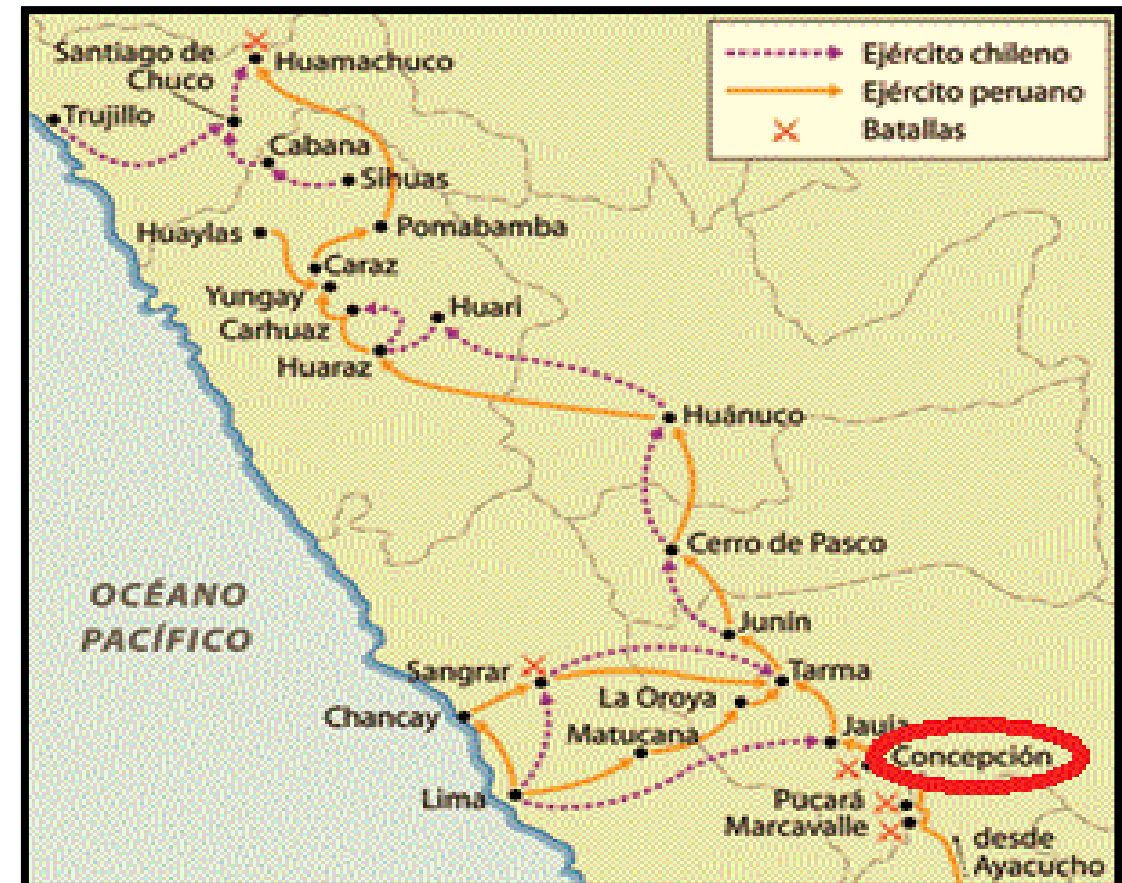 Santiago de
Chuco
Huamachuco
Trujillo
Cabana
Sihuas
Huaylas
Pomabamba
Caraz
Yungay
Huari
Carhuaz
Huaraz
Huánuco
Cerro de Pasco
Junín
Sangrar
Tarma
La Oroya
Chancay
Matucana
Jauja
Concepción
Lima
Pucará
Marcavalle
desde
Ayacucho
OCÉANO
PACÍFICO
Ejército chileno
Ejército peruano
Batallas